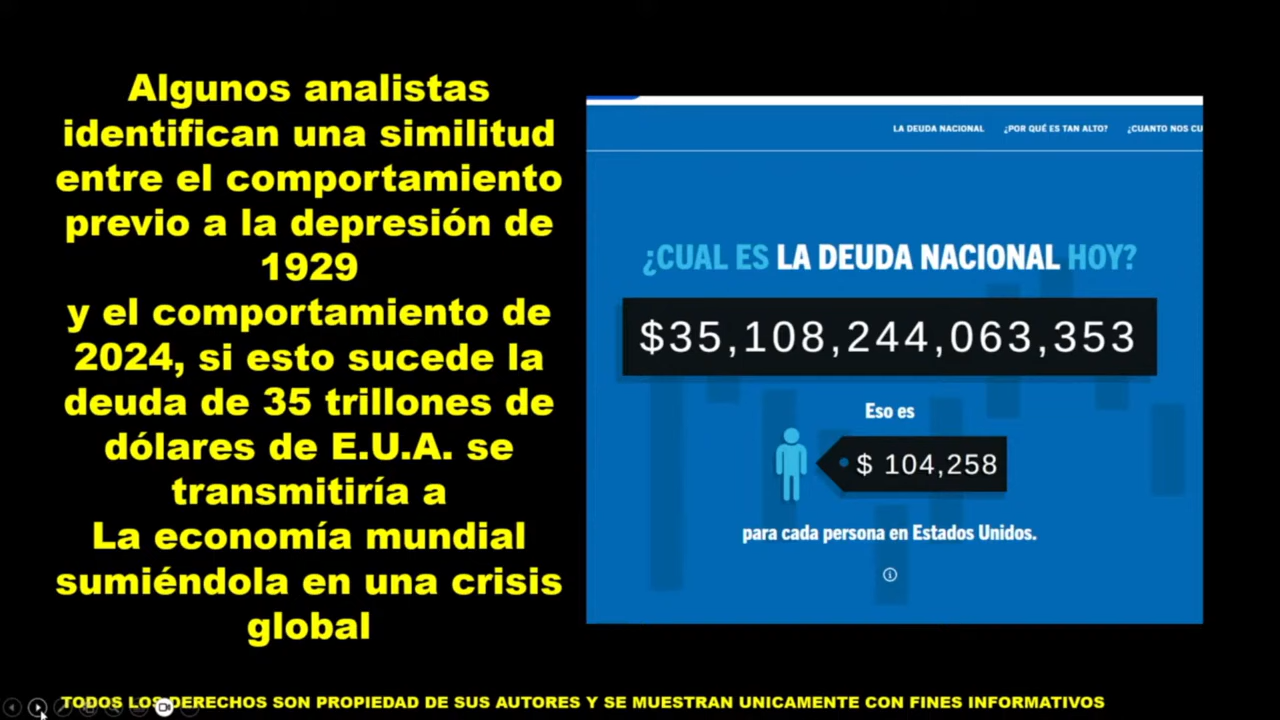 Algunos analistas
identifican una similitud
entre el comportamiento
previo a la depresión de
1929
y el comportamiento de
2024, si esto sucede la
deuda de 35 trillones de
dólares de E.U.A. se
transmitiría a
La economía mundial
sumiéndola en una crisis
global
LA DEUDA NACIONAL ¿POR QUÉ ES TAN ALTO? ¿CUANTO NOS CU
¿CUAL ES LA DEUDA NACIONAL HOY?
$35,108,244,063,353
Eso es
$ 104,258
para cada persona en Estados Unidos.
TODOS LOS DERECHOS SON PROPIEDAD DE SUS AUTORES Y SE MUESTRAN UNICAMENTE CON FINES INFORMATIVOS